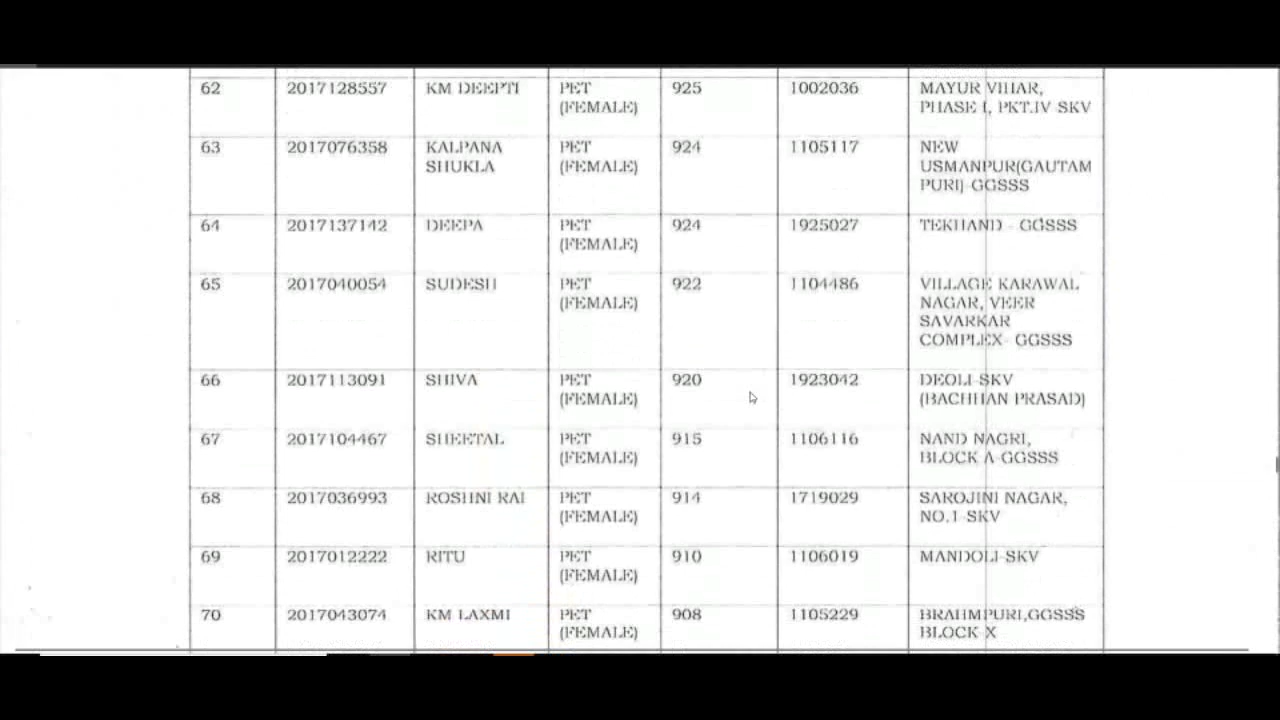 62 2017128557 KM DEEPTI PET 925 1002036 MAYUR VIHAR,
(FEMALE) PHASE I, PKT.IV-SKV
63 2017076358 KALPANA PET 924 1105117 NEW
SHUKLA (FEMALE) USMANPUR(GAUTAM
PURI)-GGSSS
64 2017137142 DEEPA PET 924 1925027 TEKHAND - GGSSS
(FEMALE)
65 2017040054 SUDESH PET 922 1104486 VILLAGE KARAWAL
(FEMALE) NAGAR, VEER
SAVARKAR
COMPLEX- GGSSS
66 2017113091 SHIVA PET 920 1923042 DEOLI-SKV
(FEMALE) (BACHHAN PRASAD)
67 2017104467 SHEETAL PET 915 1106116 NAND NAGRI,
(FEMALE) BLOCK A-GGSSS
68 2017036993 ROSHNI RAI PET 914 1719029 SAROJINI NAGAR,
(FEMALE) NO.1-SKV
69 2017012222 RITU PET 910 1106019 MANDOLI-SKV
(FEMALE)
70 2017043074 KM LAXMI PET 908 1105229 BRAHMPURI,GGSSS
(FEMALE) BLOCK-X